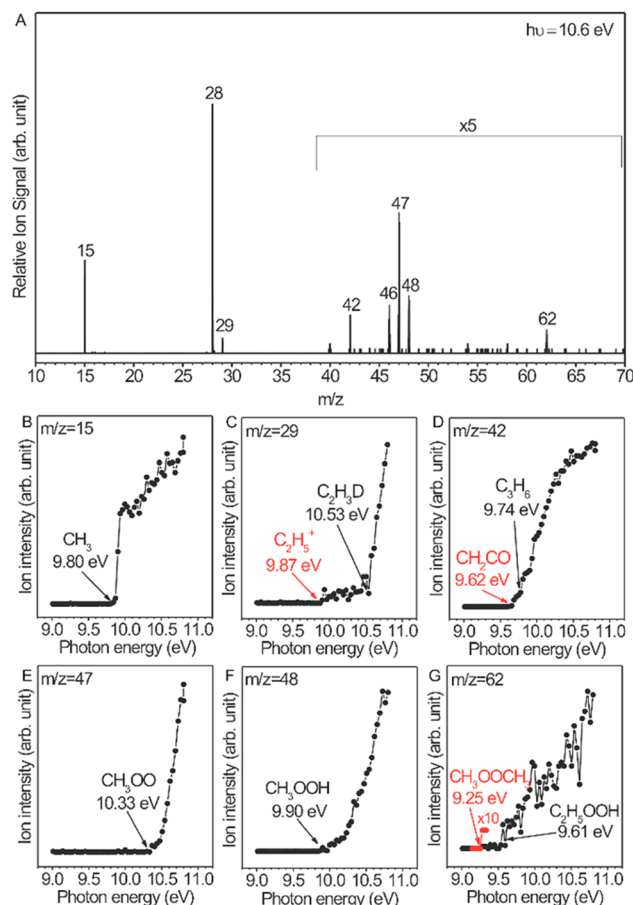 A
hυ = 10.6 eV
28
x5
47
15
48
46
42
62
29
Relative Ion Signal (arb. unit)
10 20 30 40 50 60 70
m/z
B
m/z=15
CH3
9.80 eV
Ion intensity (arb. unit)
9.0 9.5 10.0 10.5 11.0
Photon energy (eV)
C
m/z=29
C2H3D
10.53 eV
C2H5+
9.87 eV
Ion intensity (arb. unit)
9.0 9.5 10.0 10.5 11.0
Photon energy (eV)
D
m/z=42
C3H6
9.74 eV
CH2CO
9.62 eV
Ion intensity (arb. unit)
9.0 9.5 10.0 10.5 11.0
Photon energy (eV)
E
m/z=47
CH3OO
10.33 eV
Ion intensity (arb. unit)
9.0 9.5 10.0 10.5 11.0
Photon energy (eV)
F
m/z=48
CH3OOH
9.90 eV
Ion intensity (arb. unit)
9.0 9.5 10.0 10.5 11.0
Photon energy (eV)
G
m/z=62
CH3OOCH3
9.25 eV
x10
C2H5OOH
9.61 eV
Ion intensity (arb. unit)
9.0 9.5 10.0 10.5 11.0
Photon energy (eV)